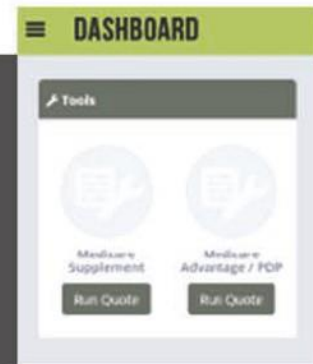 DASHBOARD
Tools
Medicare
Supplement
Run Quote
Medicare
Advantage / PDP
Run Quote